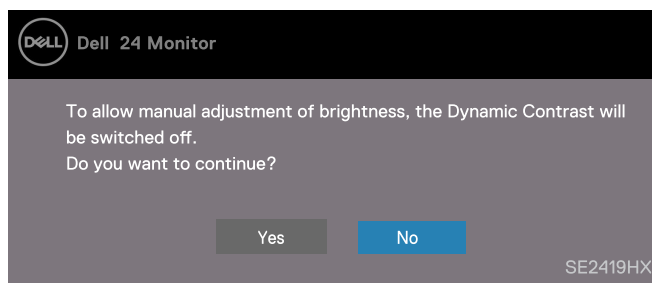 DELL Dell 24 Monitor
To allow manual adjustment of brightness, the Dynamic Contrast will
be switched off.
Do you want to continue?
Yes No
SE2419HX